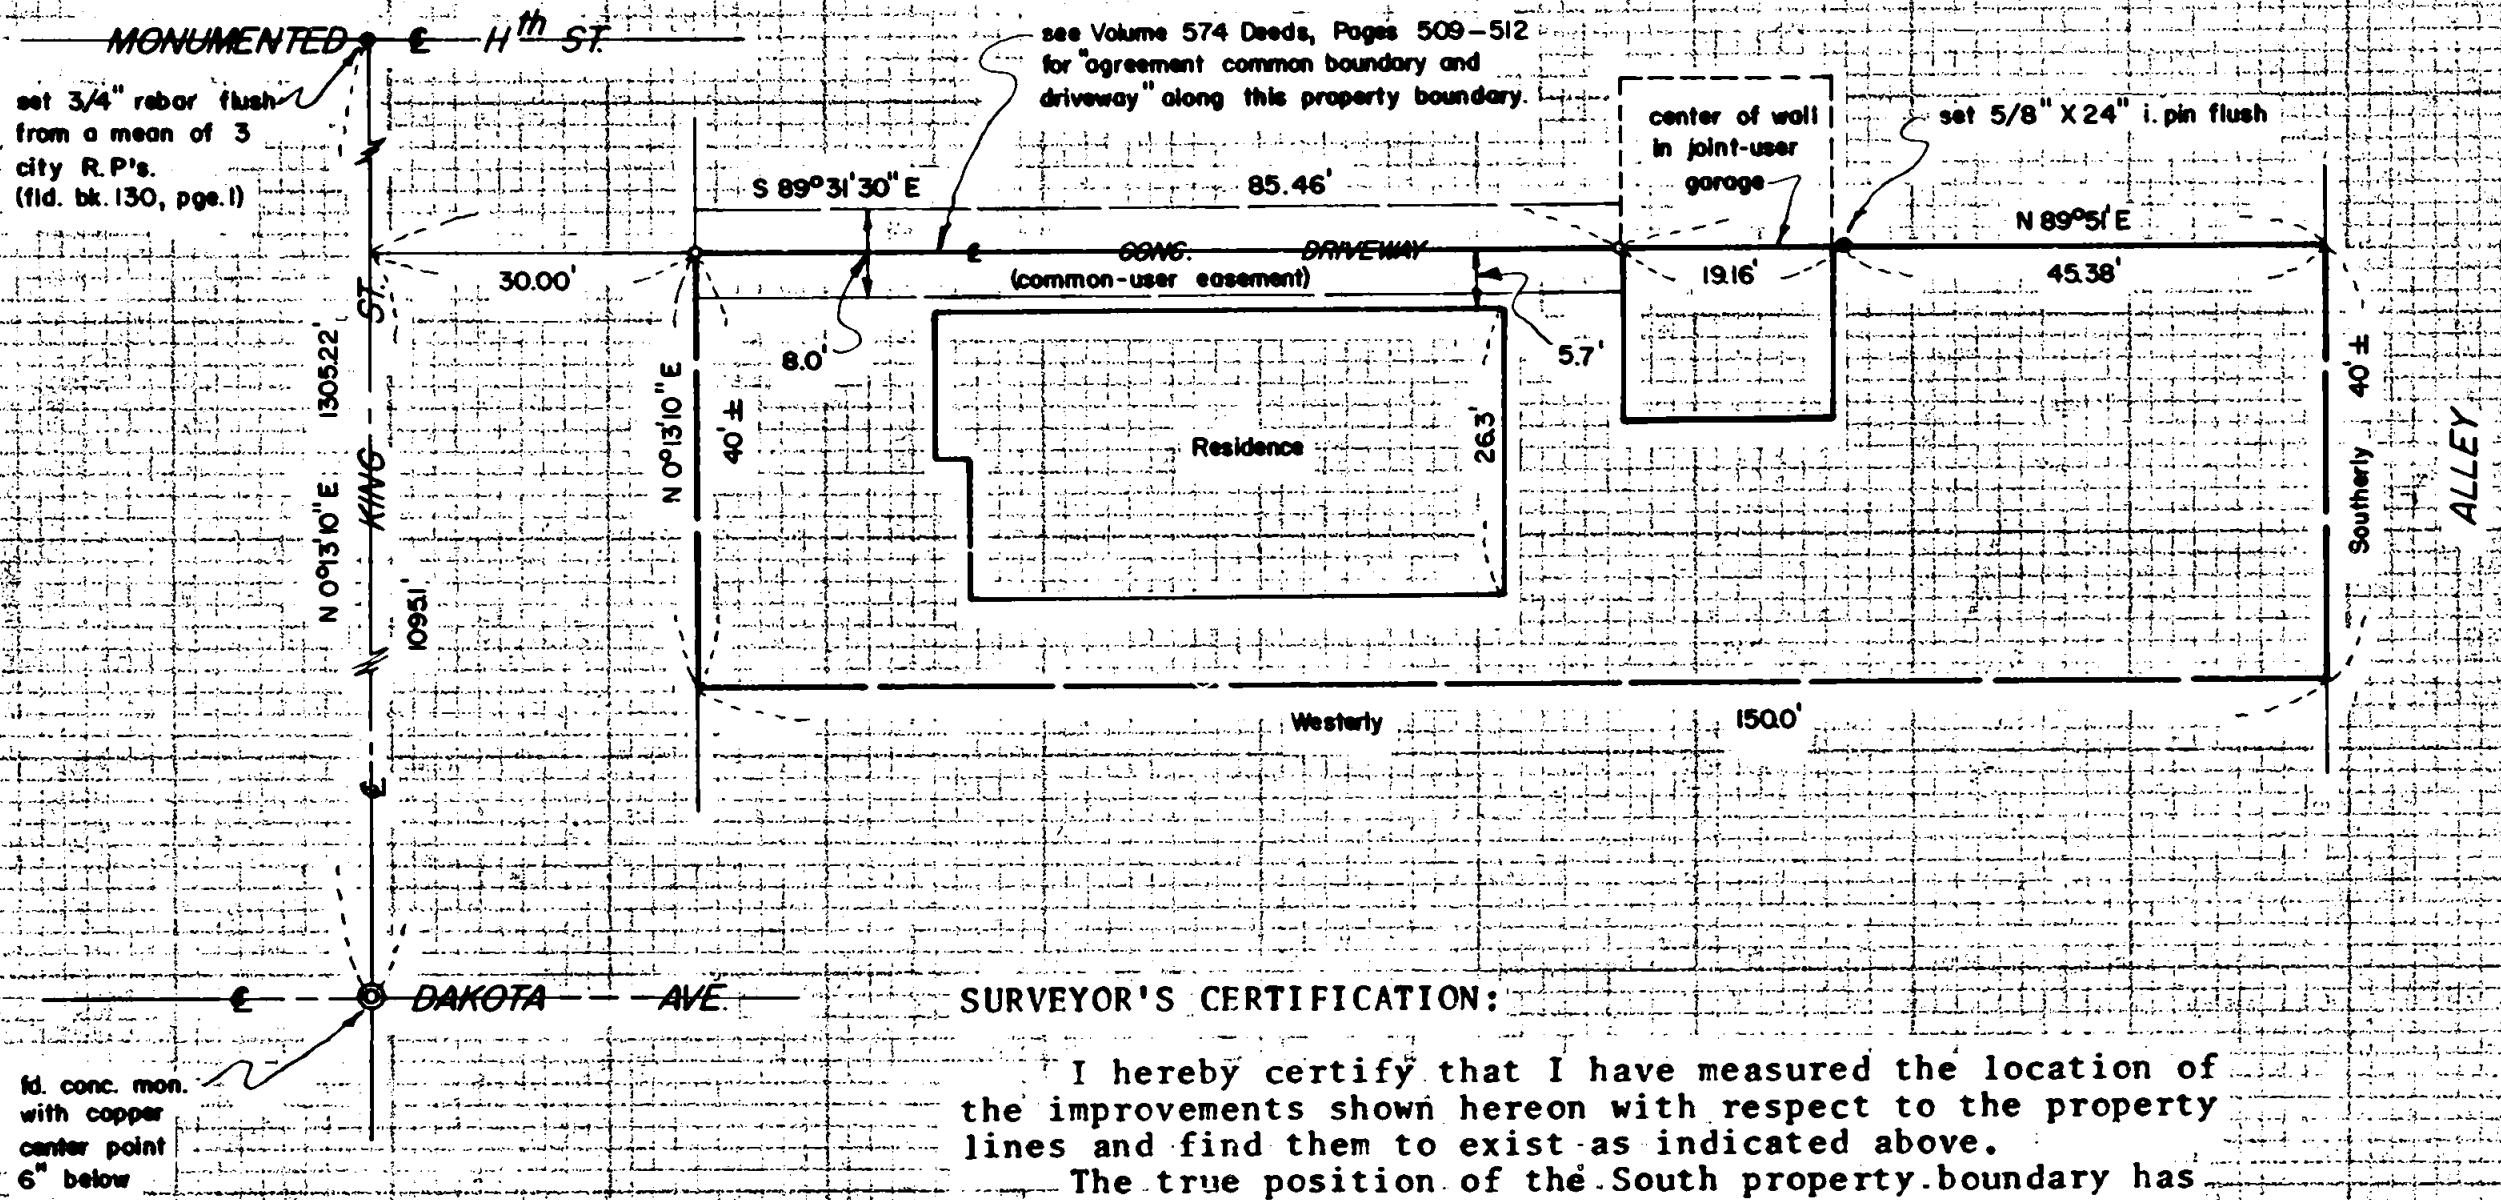 MONUMENTED ℄ Hth ST.
set 3/4" rebar flush
from a mean of 3
city R.P's.
(fld. bk. 130, pge. 1)
see Volume 574 Deeds, Pages 509-512
for "agreement common boundary and
driveway" along this property boundary.
center of wall
in joint-user
garage
set 5/8" X 24" i. pin flush
S 89°31'30" E
85.46'
N 89°51' E
30.00'
℄ CONC. DRIVEWAY
(common-user easement)
19.16'
45.38'
8.0'
5.7'
N 0°13'10" E 1305.22'
KING ST.
1095.1'
N 0°13'10" E
40' ±
Residence
26.3'
Southerly 40' ±
ALLEY
Westerly 150.0'
℄
℄ DAKOTA AVE.
fd. conc. mon.
with copper
center point
6" below
SURVEYOR'S CERTIFICATION:
I hereby certify that I have measured the location of
the improvements shown hereon with respect to the property
lines and find them to exist as indicated above.
The true position of the South property boundary has